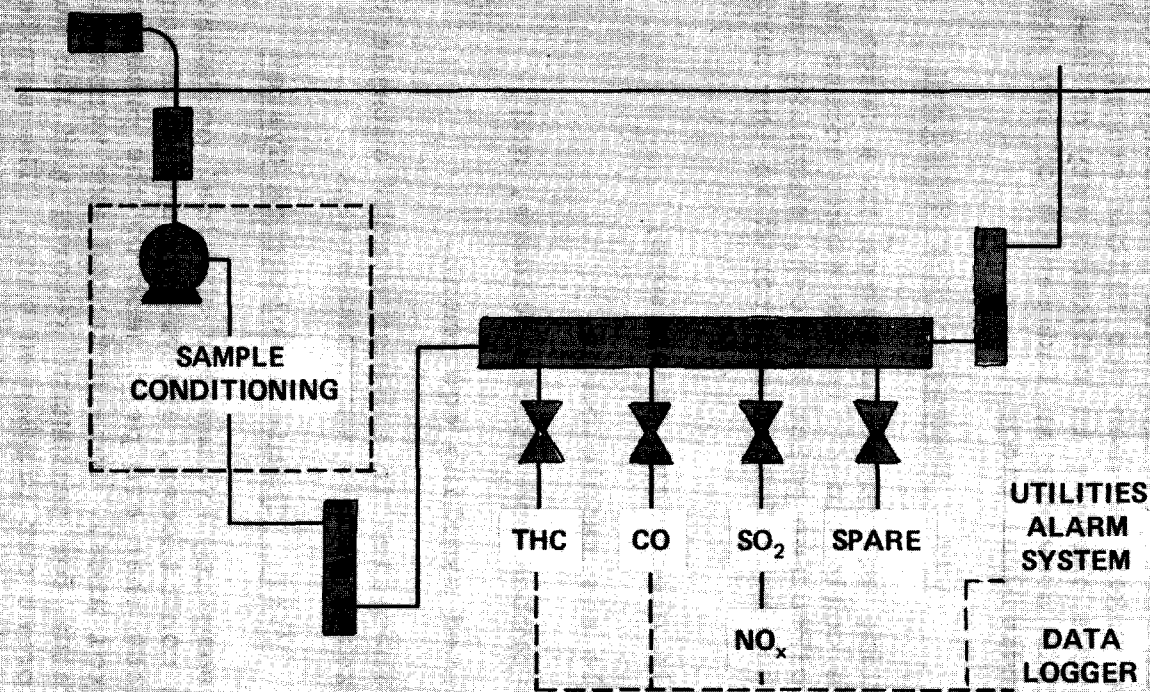 SAMPLE
CONDITIONING
THC
CO
SO₂
SPARE
NOₓ
UTILITIES
ALARM
SYSTEM
DATA
LOGGER